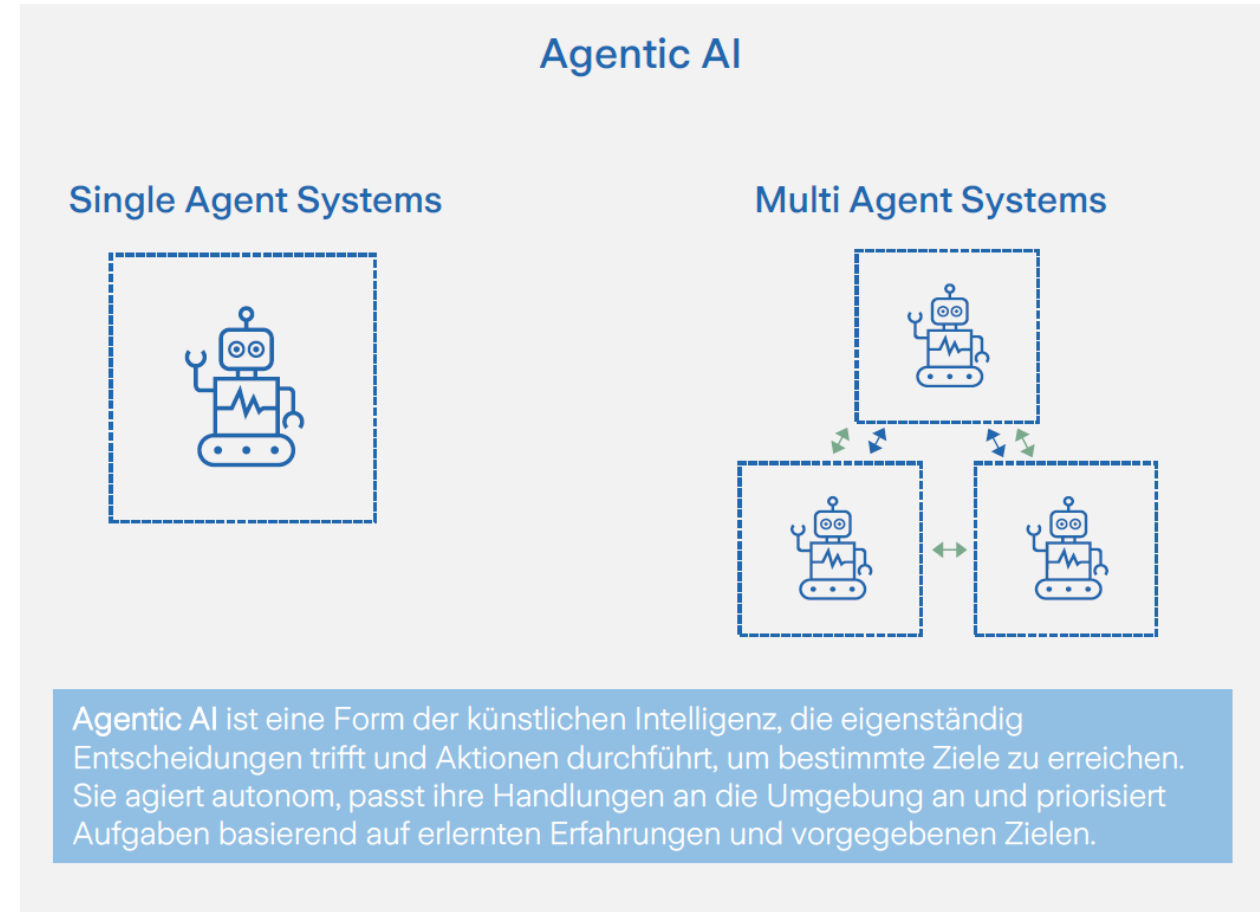 Agentic AI
Single Agent Systems
Multi Agent Systems
Agentic AI ist eine Form der künstlichen Intelligenz, die eigenständig
Entscheidungen trifft und Aktionen durchführt, um bestimmte Ziele zu erreichen.
Sie agiert autonom, passt ihre Handlungen an die Umgebung an und priorisiert
Aufgaben basierend auf erlernten Erfahrungen und vorgegebenen Zielen.